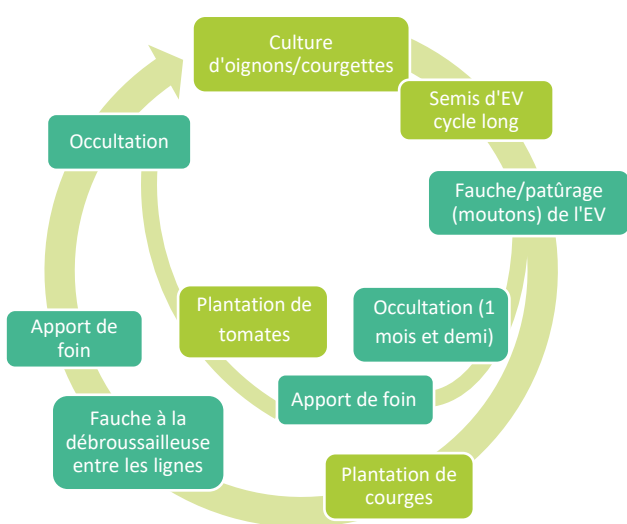 Culture
d'oignons/courgettes
Semis d'EV
cycle long
Fauche/patûrage
(moutons) de l'EV
Occultation (1
mois et demi)
Apport de foin
Plantation de
tomates
Plantation de
courges
Fauche à la
débroussailleuse
entre les lignes
Apport de
foin
Occultation